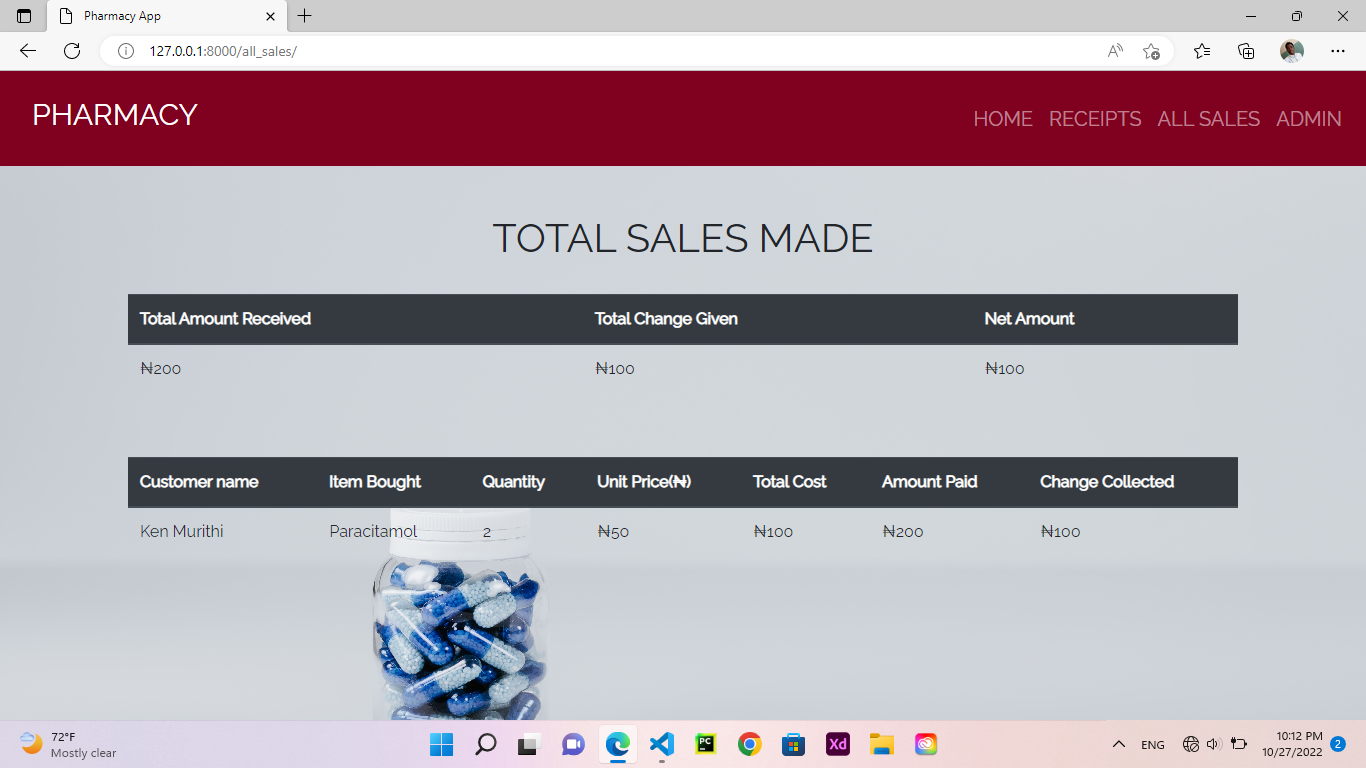 Pharmacy App
127.0.0.1:8000/all_sales/
PHARMACY
HOME RECEIPTS ALL SALES ADMIN
TOTAL SALES MADE
Total Amount Received Total Change Given Net Amount
₦200 ₦100 ₦100
Customer name Item Bought Quantity Unit Price(₦) Total Cost Amount Paid Change Collected
Ken Murithi Paracitamol 2 ₦50 ₦100 ₦200 ₦100
72°F
Mostly clear
PC
Xd
ENG
10:12 PM
10/27/2022
2